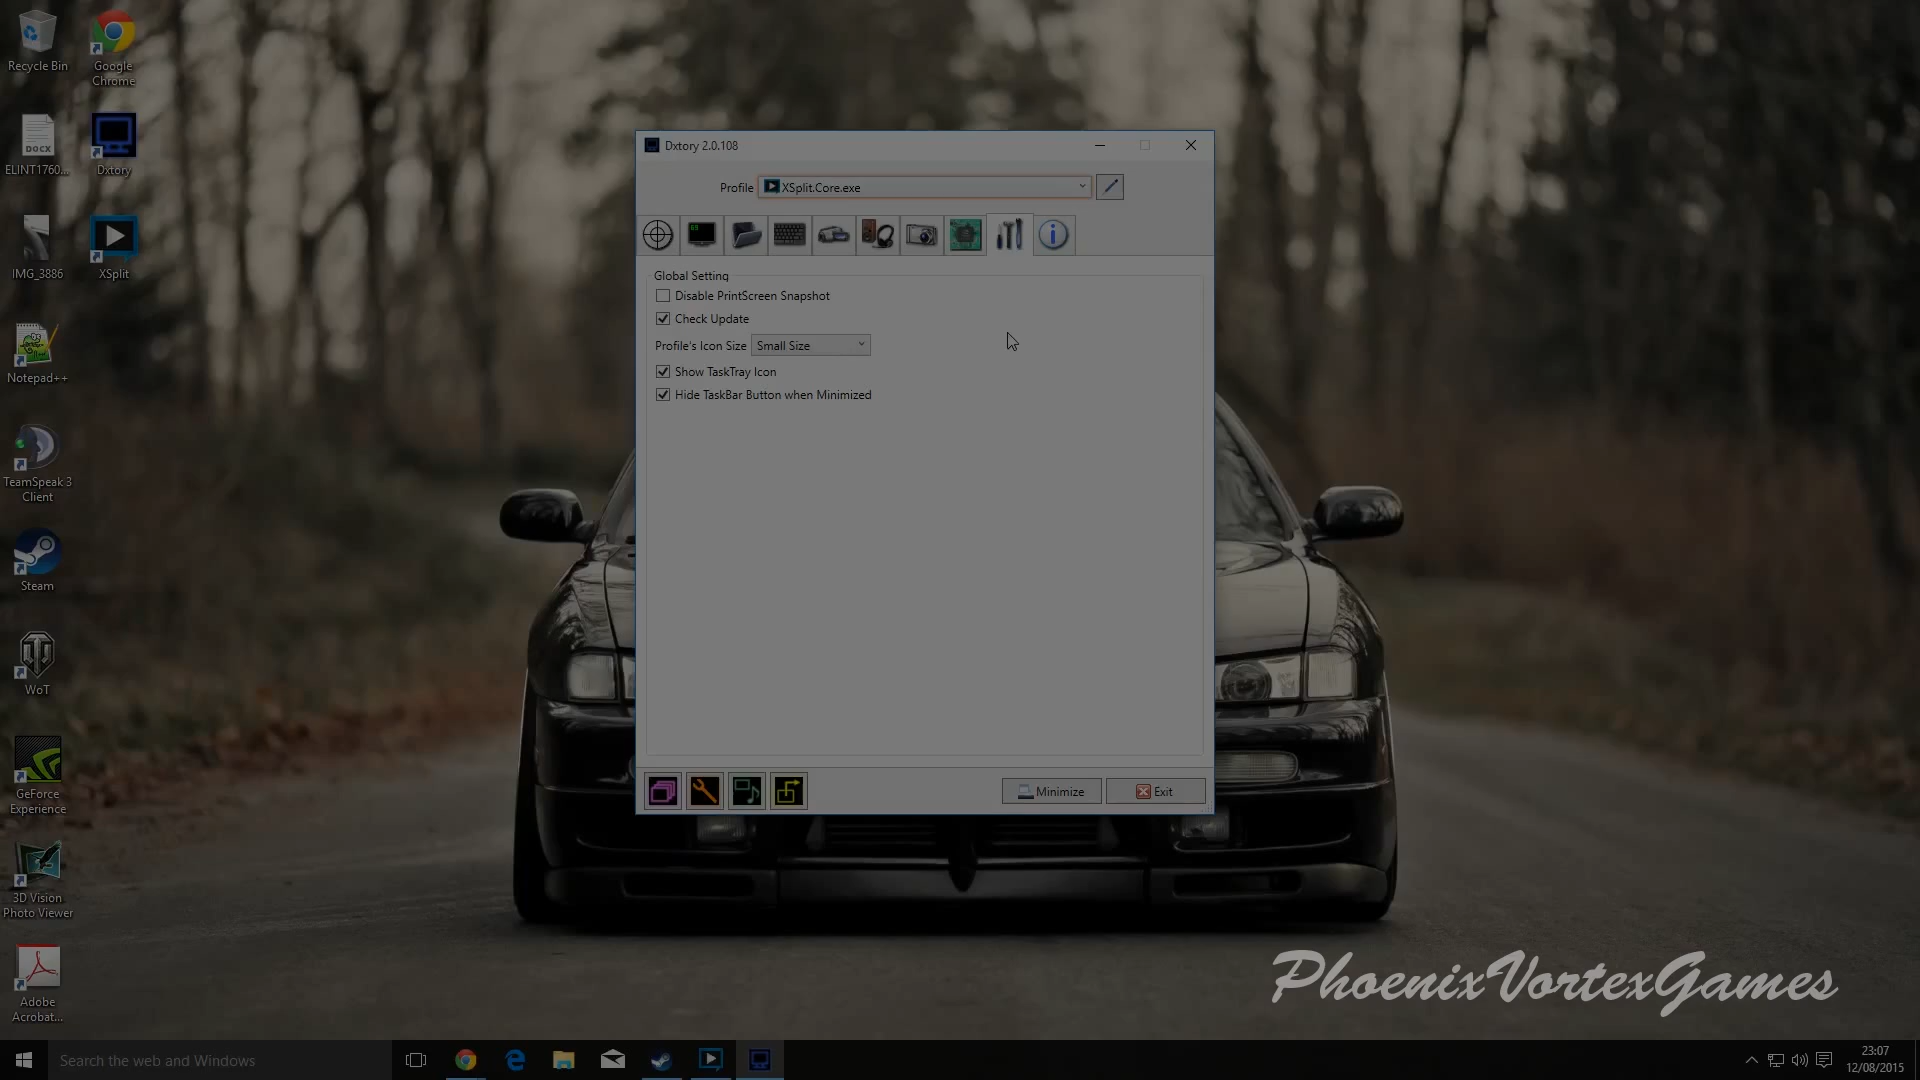 Recycle Bin
Google
Chrome
DOCX
ELINT1760...
Dxtory
IMG_3886
XSplit
Notepad++
TeamSpeak 3
Client
Steam
WoT
GeForce
Experience
3D Vision
Photo Viewer
Adobe
Acrobat...
Dxtory 2.0.108
Profile
XSplit.Core.exe
Global Setting
Disable PrintScreen Snapshot
Check Update
Profile's Icon Size
Small Size
Show TaskTray Icon
Hide TaskBar Button when Minimized
Minimize
Exit
PhoenixVortexGames
Search the web and Windows
23:07
12/08/2015